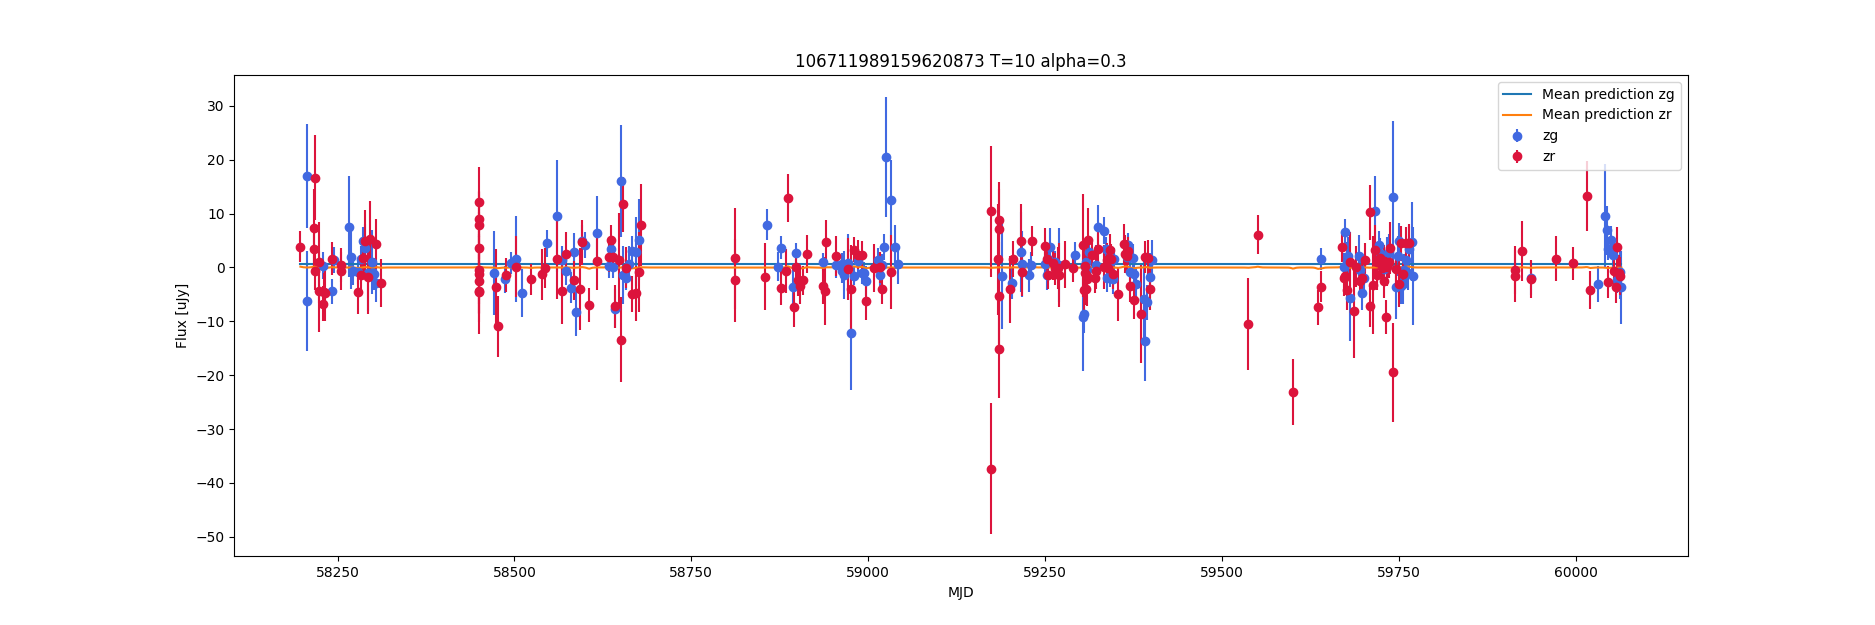 106711989159620873 T=10 alpha=0.3
Mean prediction zg
Mean prediction zr
zg
zr
Flux [uJy]
30
20
10
0
−10
−20
−30
−40
−50
58250 58500 58750 59000 59250 59500 59750 60000
MJD